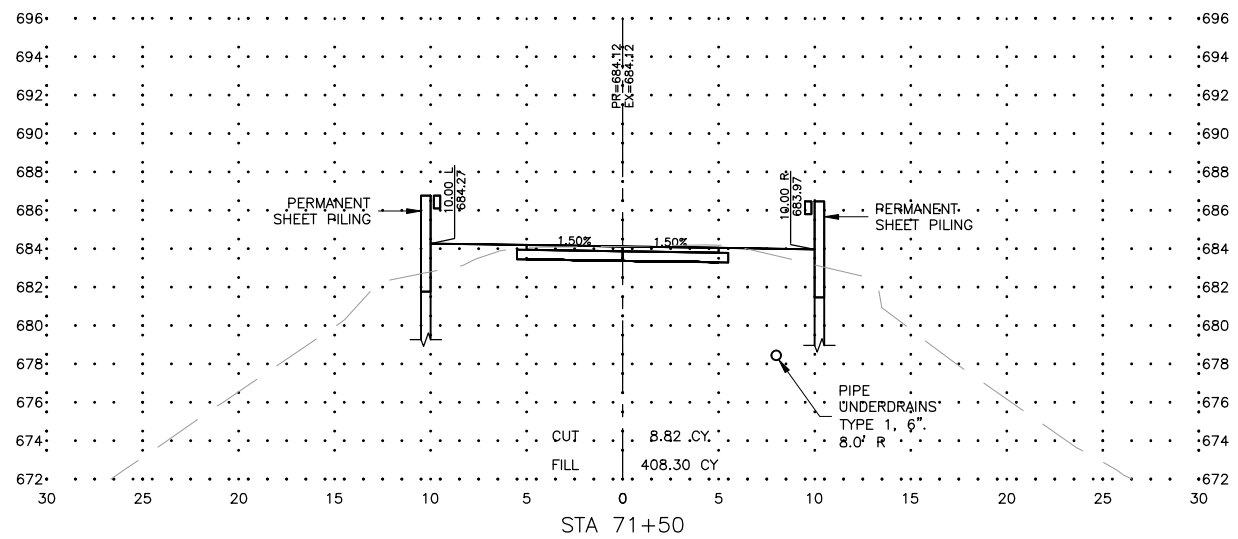 696 696
694 694
692 692
690 690
688 688
686 686
684 684
682 682
680 680
678 678
676 676
674 674
672 672
PR=684.12
EX=684.12
10.00 L
684.27
10.00 R
683.97
PERMANENT
SHEET PILING
PERMANENT
SHEET PILING
1.50% 1.50%
PIPE
UNDERDRAINS
TYPE 1, 6".
8.0' R
CUT 8.82 CY
FILL 408.30 CY
30 25 20 15 10 5 0 5 10 15 20 25 30
STA 71+50